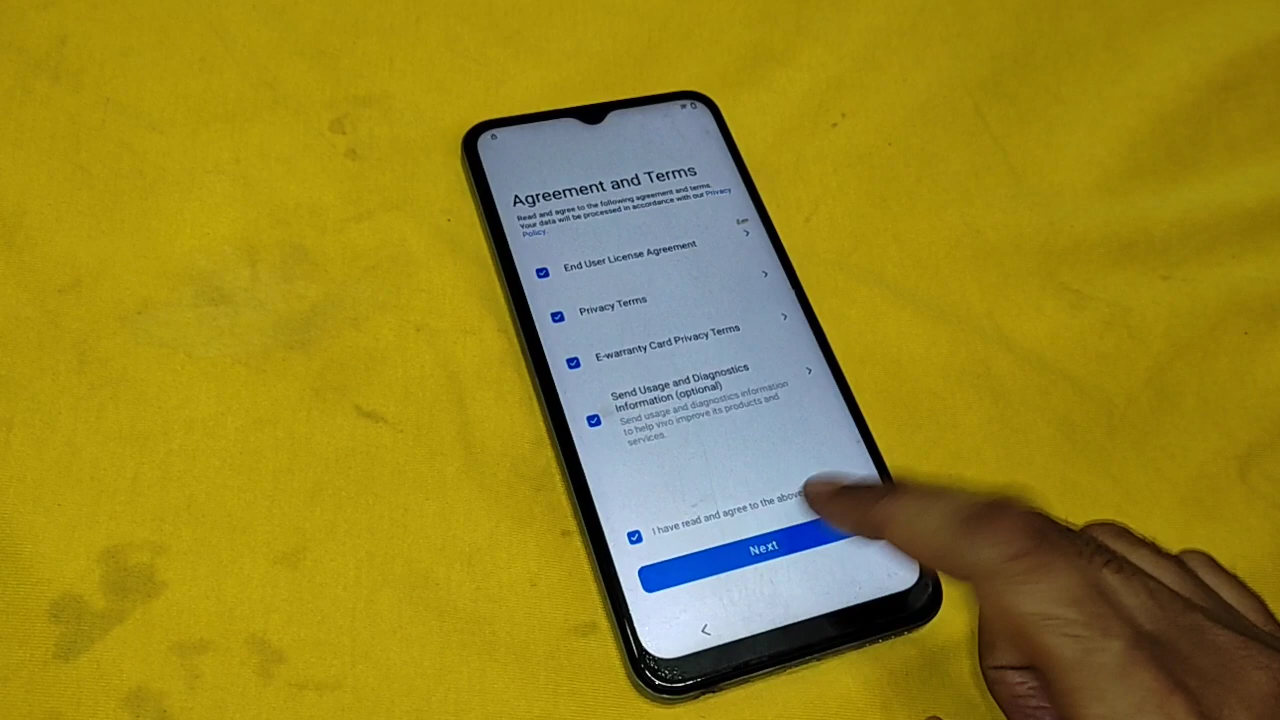 Agreement and Terms
Read and agree to the following agreement and terms.
Your data will be processed in accordance with our Privacy
Policy.
End User License Agreement
Privacy Terms
E-warranty Card Privacy Terms
Send Usage and Diagnostics
Information (optional)
Send usage and diagnostics information
to help vivo improve its products and
services.
I have read and agree to the above
Next